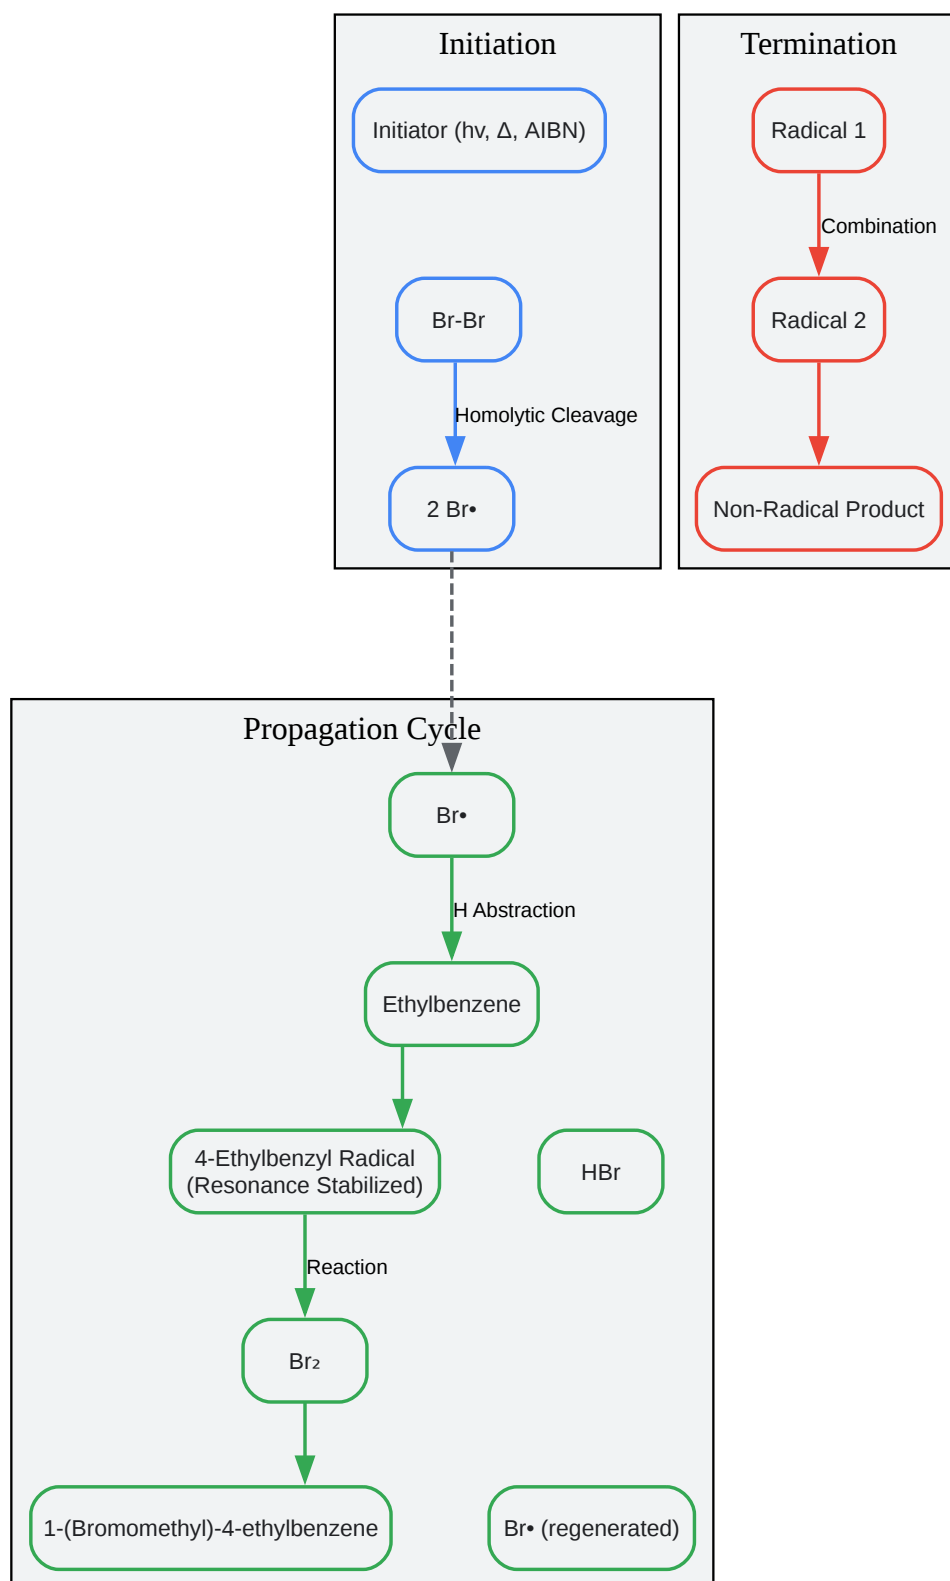 Initiation
Initiator (hv, Δ, AIBN)
Br-Br
Homolytic Cleavage
2 Br•
Termination
Radical 1
Combination
Radical 2
Non-Radical Product
Propagation Cycle
Br•
H Abstraction
Ethylbenzene
4-Ethylbenzyl Radical
(Resonance Stabilized)
HBr
Reaction
Br₂
1-(Bromomethyl)-4-ethylbenzene
Br• (regenerated)